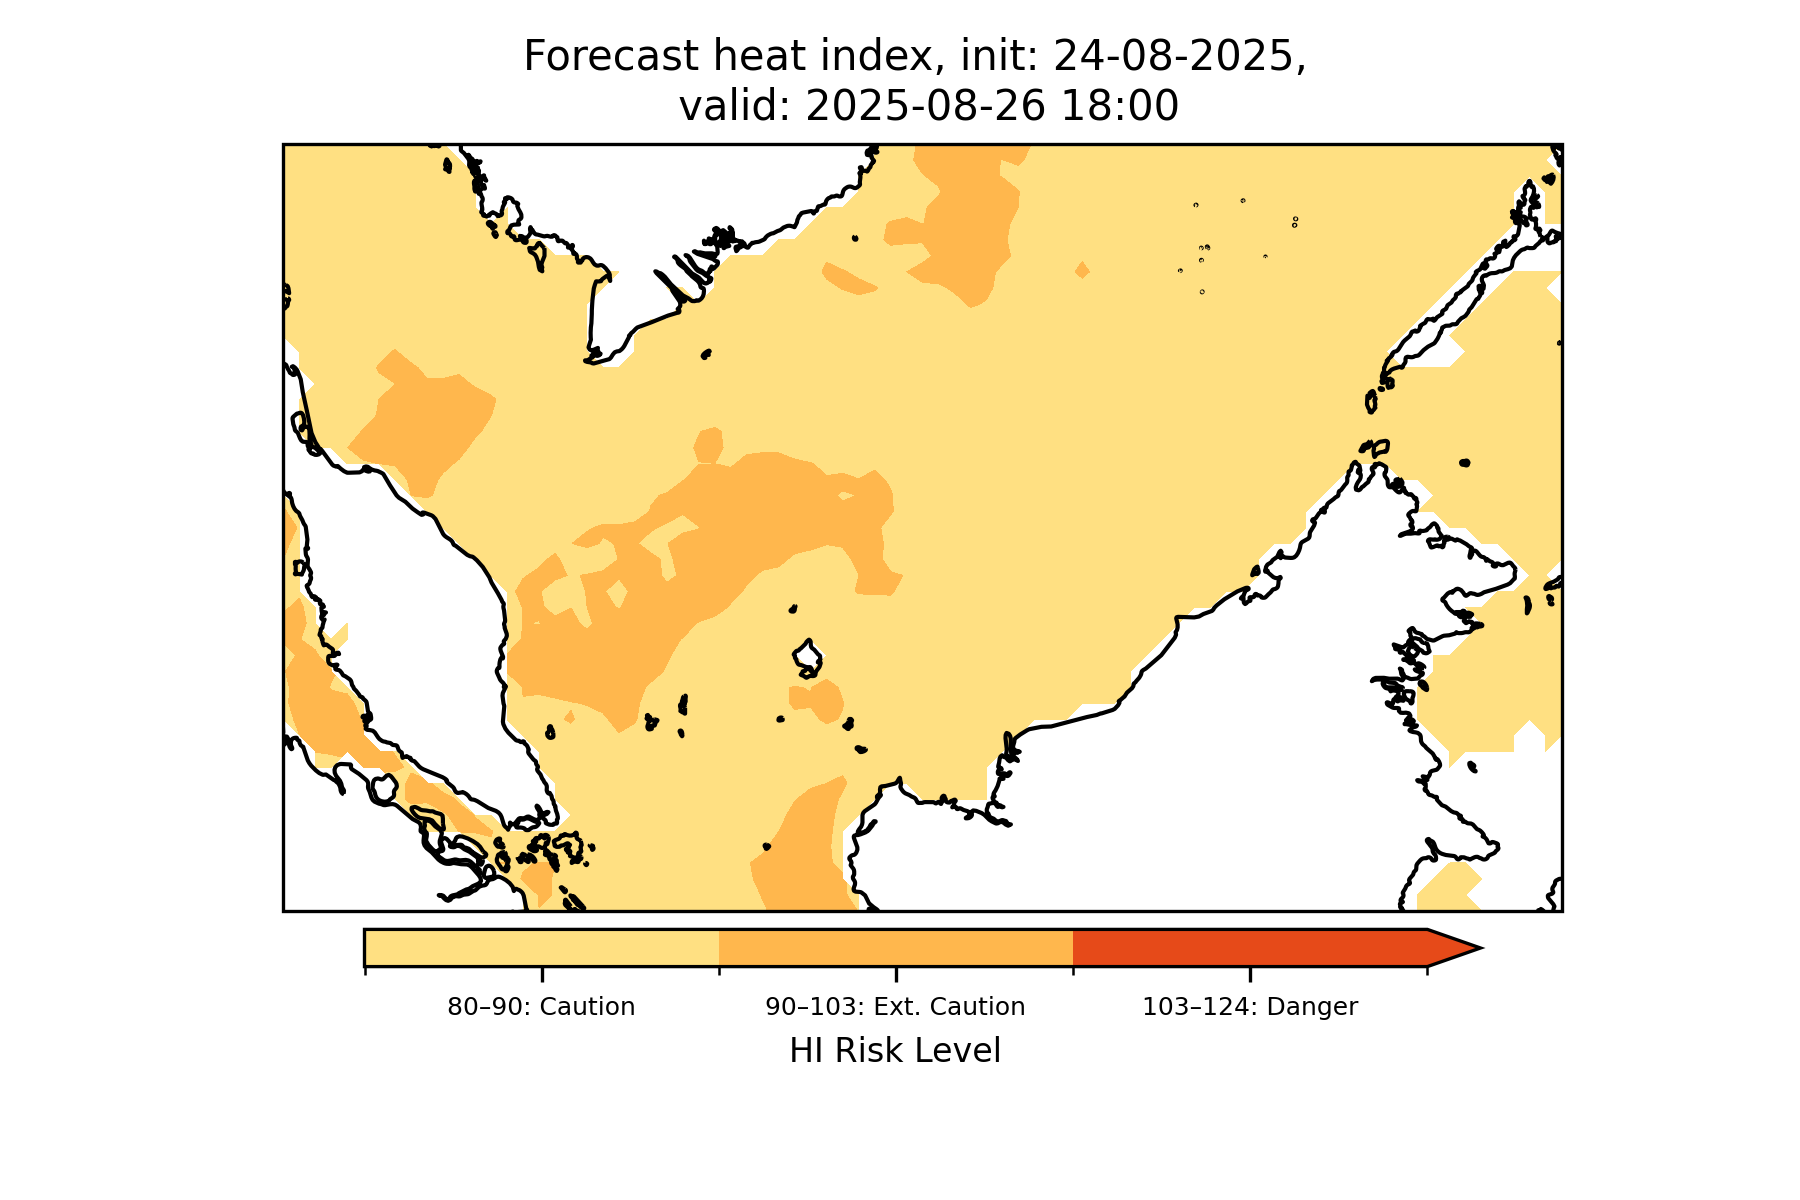 Forecast heat index, init: 24-08-2025,
valid: 2025-08-26 18:00
80–90: Caution
90–103: Ext. Caution
103–124: Danger
HI Risk Level